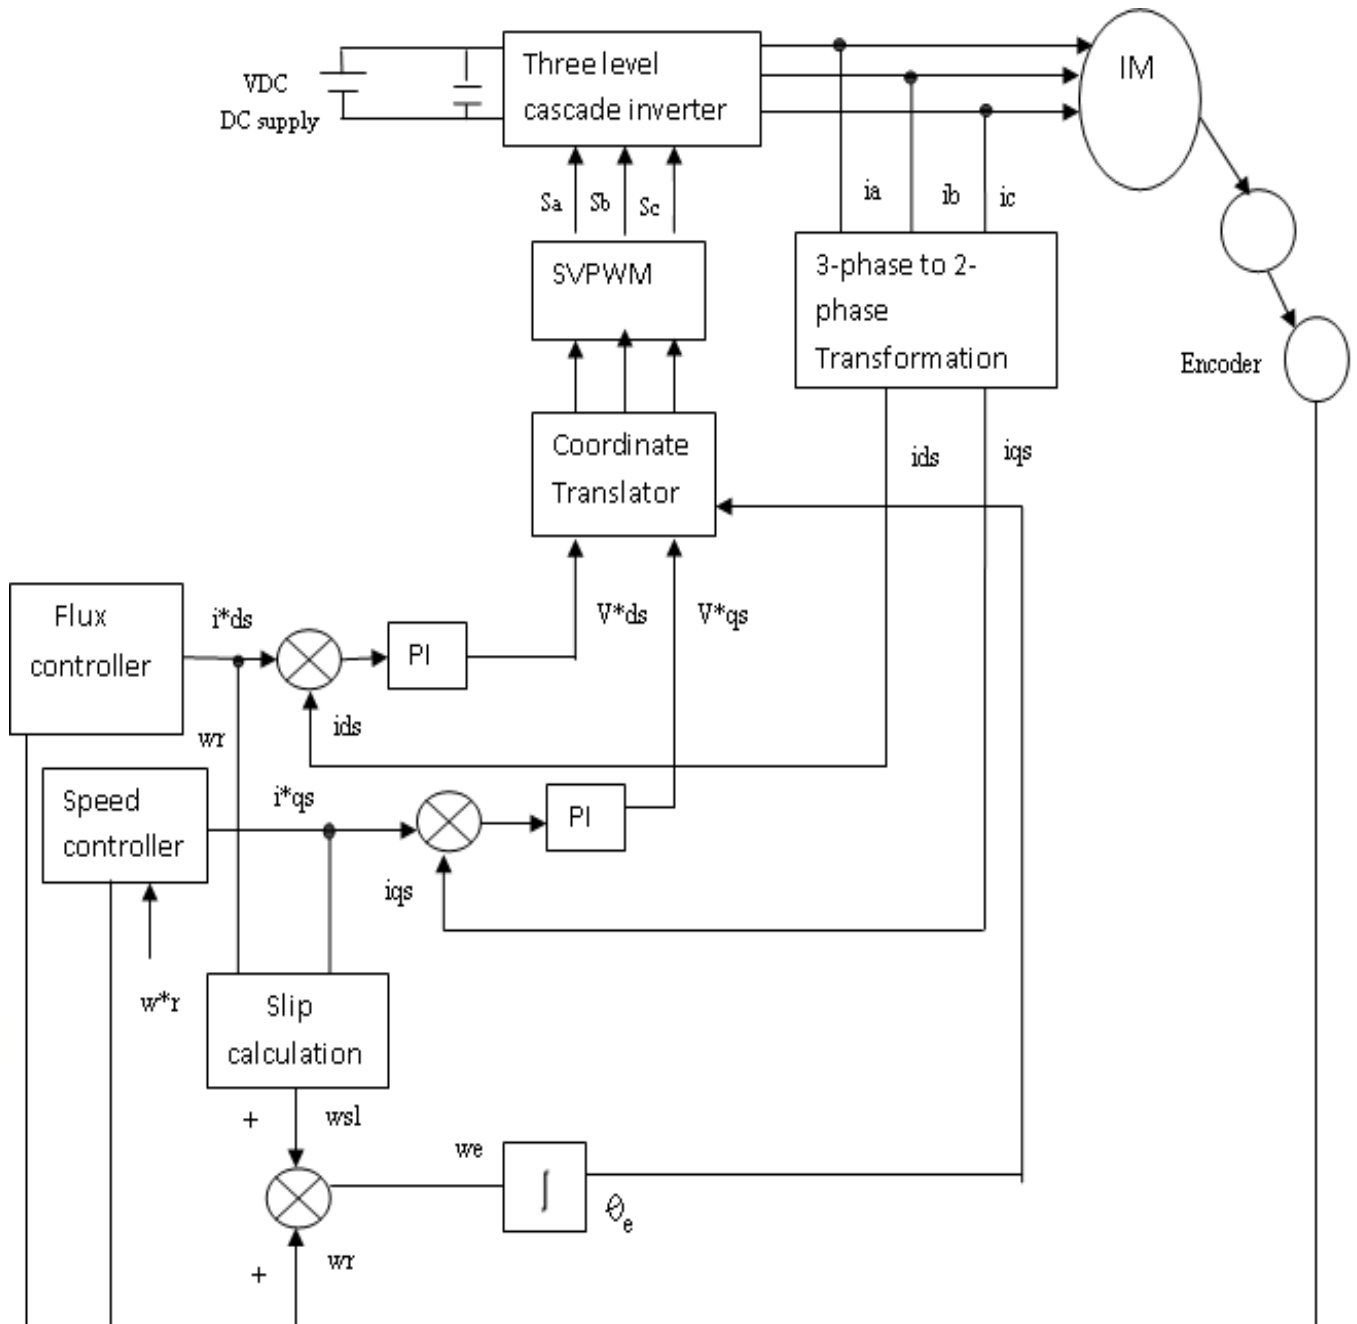 Three level
cascade inverter
IM
VDC
DC supply
Sa
Sb
Sc
ia
ib
ic
SVPWM
3-phase to 2-
phase
Transformation
Encoder
Coordinate
Translator
ids
iqs
Flux
controller
i*ds
PI
V*ds
V*qs
wr
ids
Speed
controller
i*qs
PI
iqs
w*r
Slip
calculation
+
wsl
we
∫
Øe
+
wr